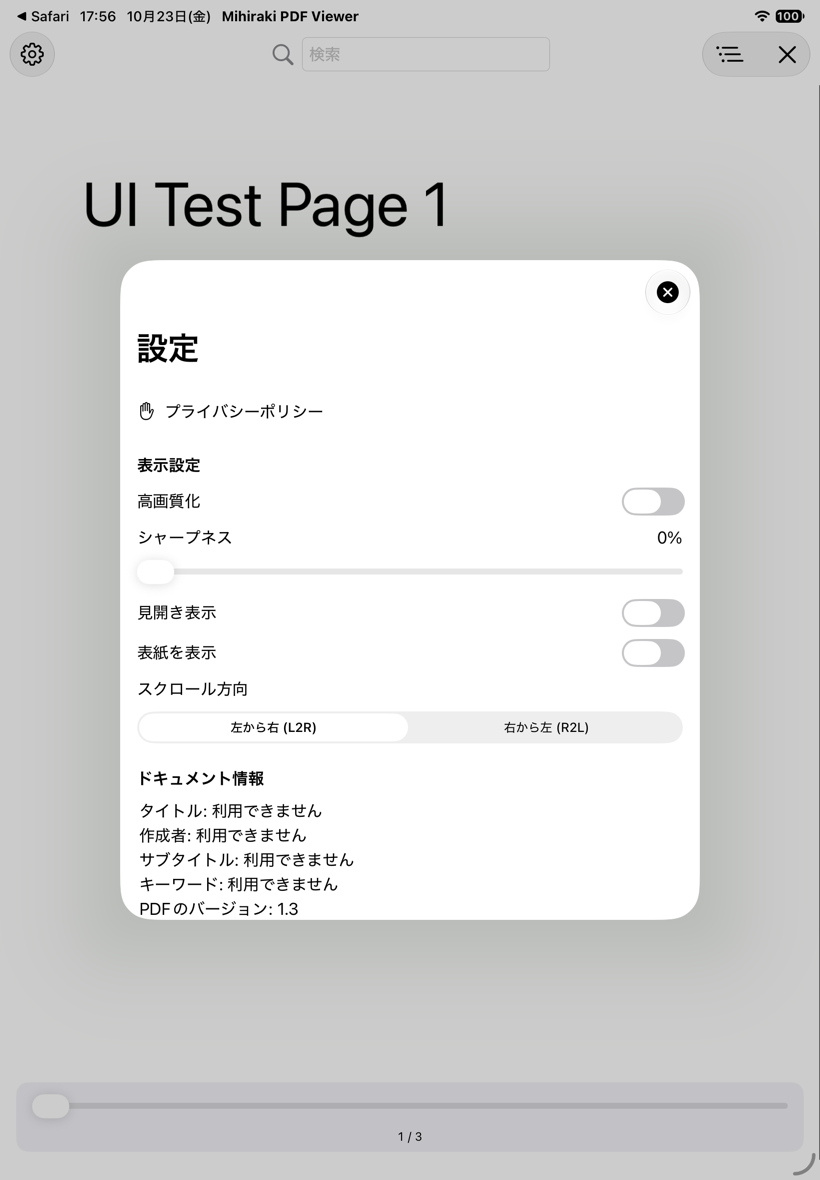 ◀ Safari 17:56 10月23日(金) Mihiraki PDF Viewer 100
検索
UI Test Page 1
設定
プライバシーポリシー
表示設定
高画質化
シャープネス 0%
見開き表示
表紙を表示
スクロール方向
左から右 (L2R) 右から左 (R2L)
ドキュメント情報
タイトル: 利用できません
作成者: 利用できません
サブタイトル: 利用できません
キーワード: 利用できません
PDFのバージョン: 1.3
1 / 3